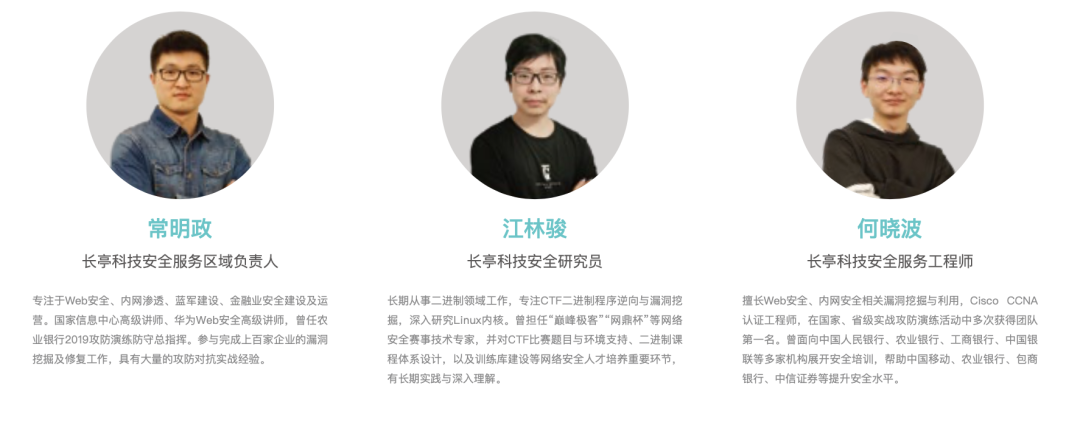 常明政
长亭科技安全服务区域负责人
专注于Web安全、内网渗透、蓝军建设、金融业安全建设及运
营。国家信息中心高级讲师、华为Web安全高级讲师，曾任农
业银行2019攻防演练防守总指挥。参与完成上百家企业的漏洞
挖掘及修复工作，具有大量的攻防对抗实战经验。
江林骏
长亭科技安全研究员
长期从事二进制领域工作，专注CTF二进制程序逆向与漏洞挖
掘，深入研究Linux内核。曾担任“巅峰极客”“网鼎杯”等网络
安全赛事技术专家，并对CTF比赛题目与环境支持、二进制课
程体系设计，以及训练库建设等网络安全人才培养重要环节，
有长期实践与深入理解。
何晓波
长亭科技安全服务工程师
擅长Web安全、内网安全相关漏洞挖掘与利用，Cisco CCNA
认证工程师，在国家、省级实战攻防演练活动中多次获得团队
第一名。曾面向中国人民银行、农业银行、工商银行、中国银
联等多家机构展开安全培训，帮助中国移动、农业银行、包商
银行、中信证券等提升安全水平。